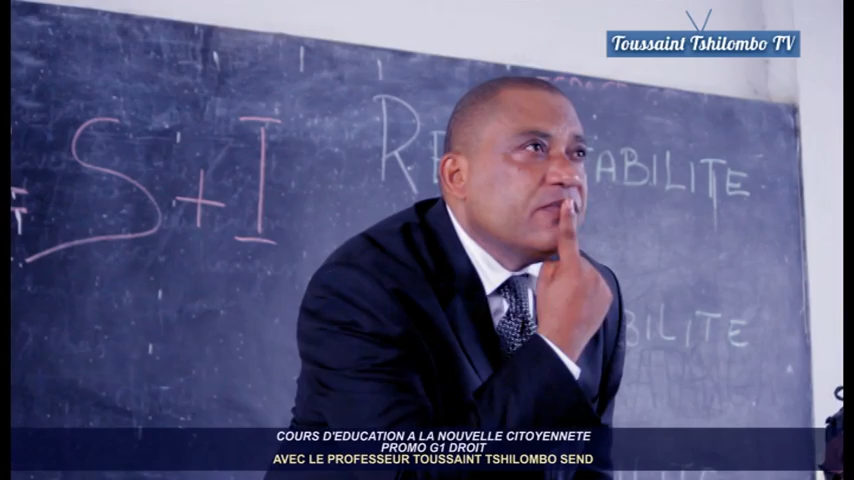 Toussaint Tshilombo TV
S+I
ABILITE
BILITE
COURS D'EDUCATION A LA NOUVELLE CITOYENNETE
PROMO G1 DROIT
AVEC LE PROFESSEUR TOUSSAINT TSHILOMBO SEND